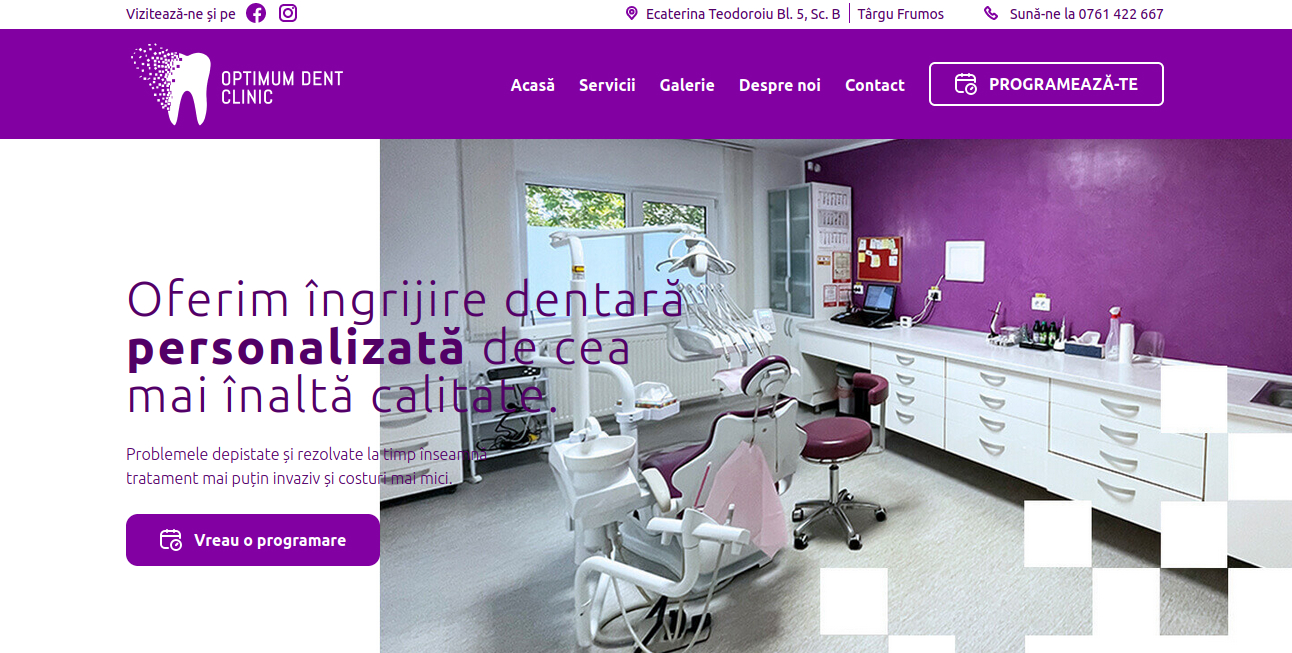 Vizitează-ne și pe
Ecaterina Teodoroiu Bl. 5, Sc. B
Târgu Frumos
Sună-ne la 0761 422 667
OPTIMUM DENT
CLINIC
Acasă
Servicii
Galerie
Despre noi
Contact
PROGRAMEAZĂ-TE
Oferim îngrijire dentară
personalizată de cea
mai înaltă calitate.
Problemele depistate și rezolvate la timp înseamnă
tratament mai puțin invaziv și costuri mai mici.
Vreau o programare